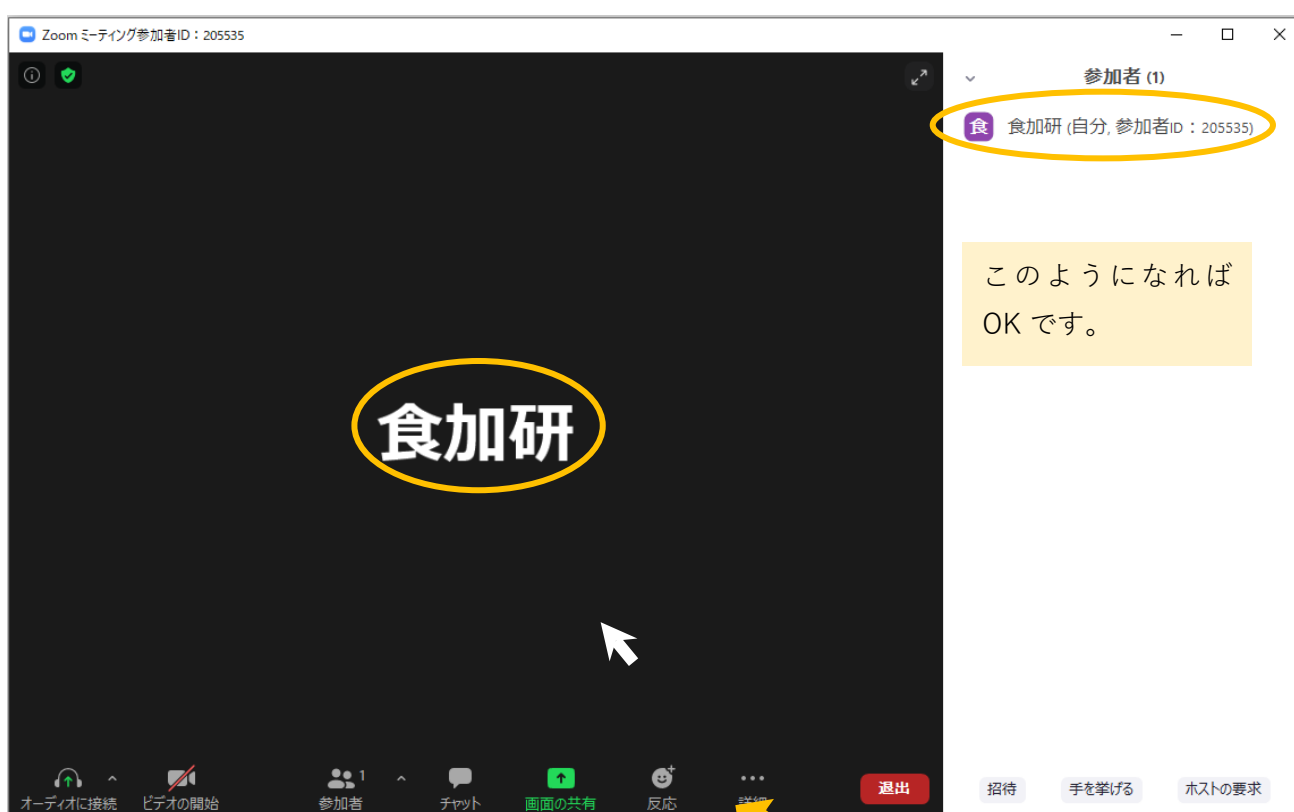 Zoom ミーティング参加者ID：205535
参加者 (1)
食 食加研 (自分, 参加者ID：205535)
このようになれば
OK です。
食加研
オーディオに接続
ビデオの開始
1
参加者
チャット
画面の共有
反応
詳細
退出
招待
手を挙げる
ホストの要求